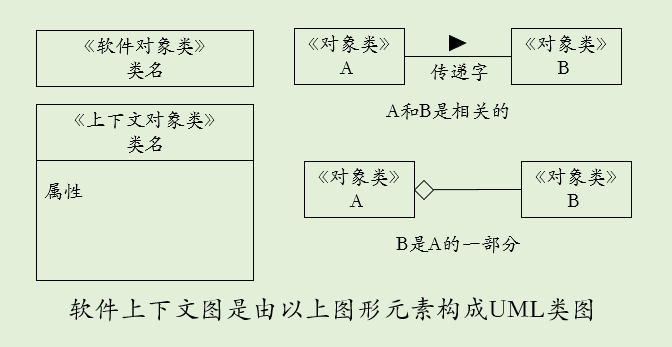 《软件对象类》
类名
《上下文对象类》
类名
属性
《对象类》
A
传递字
《对象类》
B
A和B是相关的
《对象类》
A
《对象类》
B
B是A的一部分
软件上下文图是由以上图形元素构成UML类图